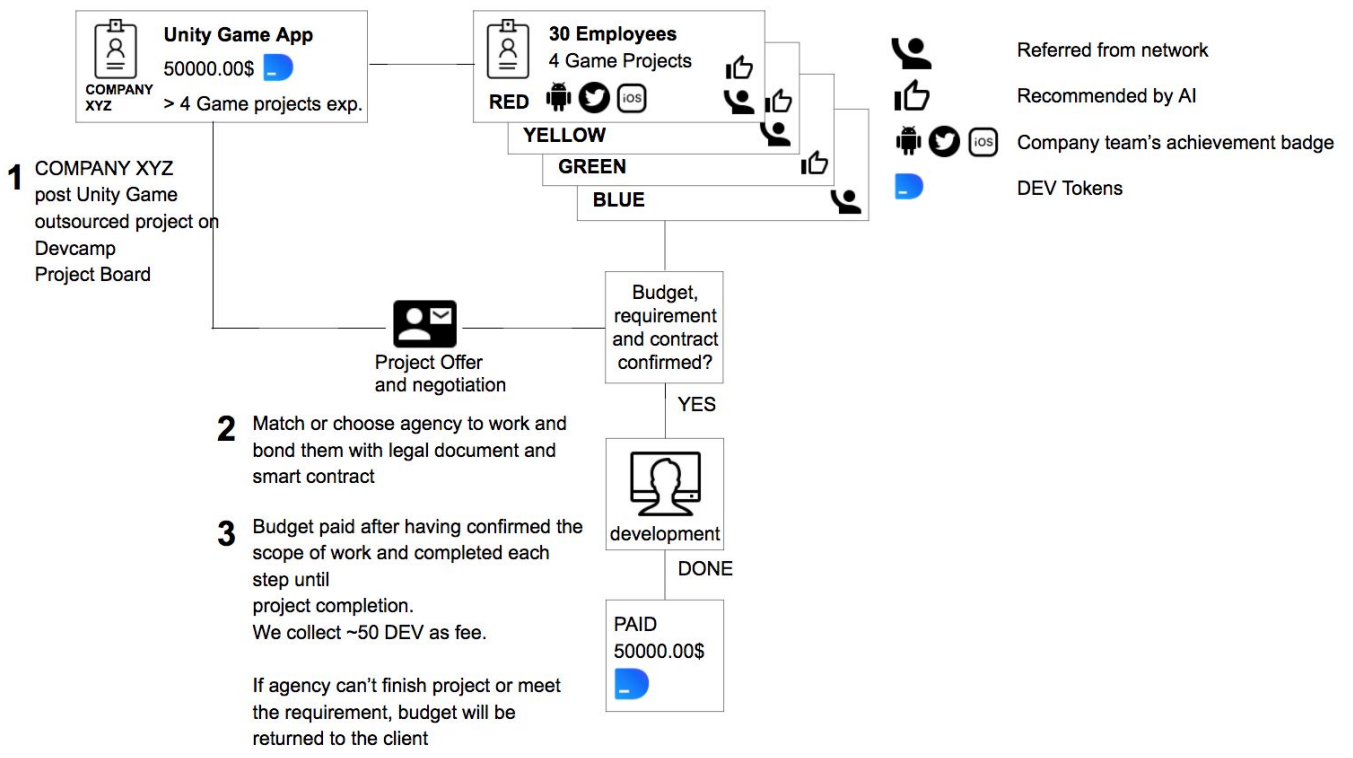 Unity Game App
50000.00$
COMPANY
XYZ
> 4 Game projects exp.
30 Employees
4 Game Projects
RED
iOS
YELLOW
GREEN
BLUE
Referred from network
Recommended by AI
iOS
Company team's achievement badge
DEV Tokens
1
COMPANY XYZ
post Unity Game
outsourced project on
Devcamp
Project Board
Budget,
requirement
and contract
confirmed?
Project Offer
and negotiation
YES
2
Match or choose agency to work and
bond them with legal document and
smart contract
development
3
Budget paid after having confirmed the
scope of work and completed each
step until
project completion.
We collect ~50 DEV as fee.
DONE
PAID
50000.00$
If agency can't finish project or meet
the requirement, budget will be
returned to the client